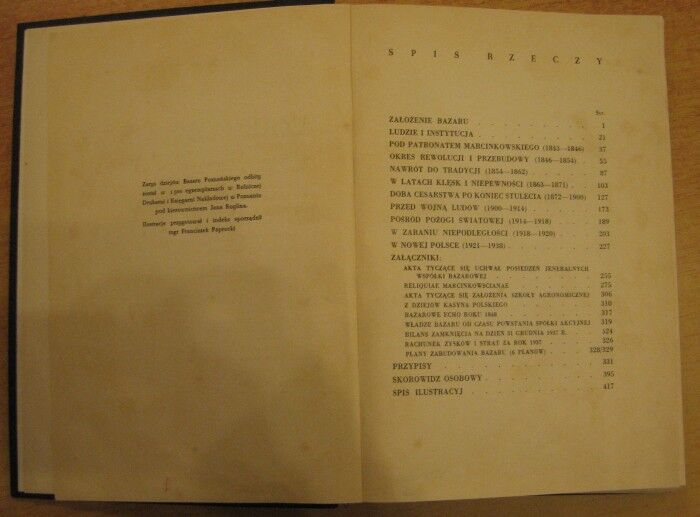 Zarys dziejów Bazaru Poznańskiego odbity
został w 1500 egzemplarzach w Rolniczej
Drukarni i Księgarni Nakładowej w Poznaniu
pod kierownictwem Jana Kuglina.
Ilustracje przygotował i indeks sporządził
mgr Franciszek Paprocki
SPIS RZECZY
Str.
ZAŁOŻENIE BAZARU 1
LUDZIE I INSTYTUCJA 21
POD PATRONATEM MARCINKOWSKIEGO (1843—1846) 37
OKRES REWOLUCJI I PRZEBUDOWY (1846—1854) 55
NAWRÓT DO TRADYCJI (1854—1862) 87
W LATACH KLĘSK I NIEPEWNOŚCI (1863—1871) 103
DOBA CESARSTWA PO KONIEC STULECIA (1872—1900) 127
PRZED WOJNĄ LUDÓW (1900—1914) 173
POŚRÓD POŻOGI ŚWIATOWEJ (1914—1918) 189
W ZARANIU NIEPODLEGŁOŚCI (1918—1920) 203
W NOWEJ POLSCE (1921—1938) 227
ZAŁĄCZNIKI:
AKTA TYCZĄCE SIĘ UCHWAŁ POSIEDZEŃ JENERALNYCH
WSPÓŁKI BAZAROWEJ 255
RELIQUIAE MARCINKOWSCIANAE 275
AKTA TYCZĄCE SIĘ ZAŁOŻENIA SZKOŁY AGRONOMICZNEJ 306
Z DZIEJÓW KASYNA POLSKIEGO 310
BAZAROWE ECHO ROKU 1848 317
WŁADZE BAZARU OD CZASU POWSTANIA SPÓŁKI AKCYJNEJ 319
BILANS ZAMKNIĘCIA NA DZIEŃ 31 GRUDNIA 1937 R. 324
RACHUNEK ZYSKÓW I STRAT ZA ROK 1937 326
PLANY ZABUDOWANIA BAZARU (6 PLANÓW) 328/329
PRZYPISY 331
SKOROWIDZ OSOBOWY 395
SPIS ILUSTRACYJ 417